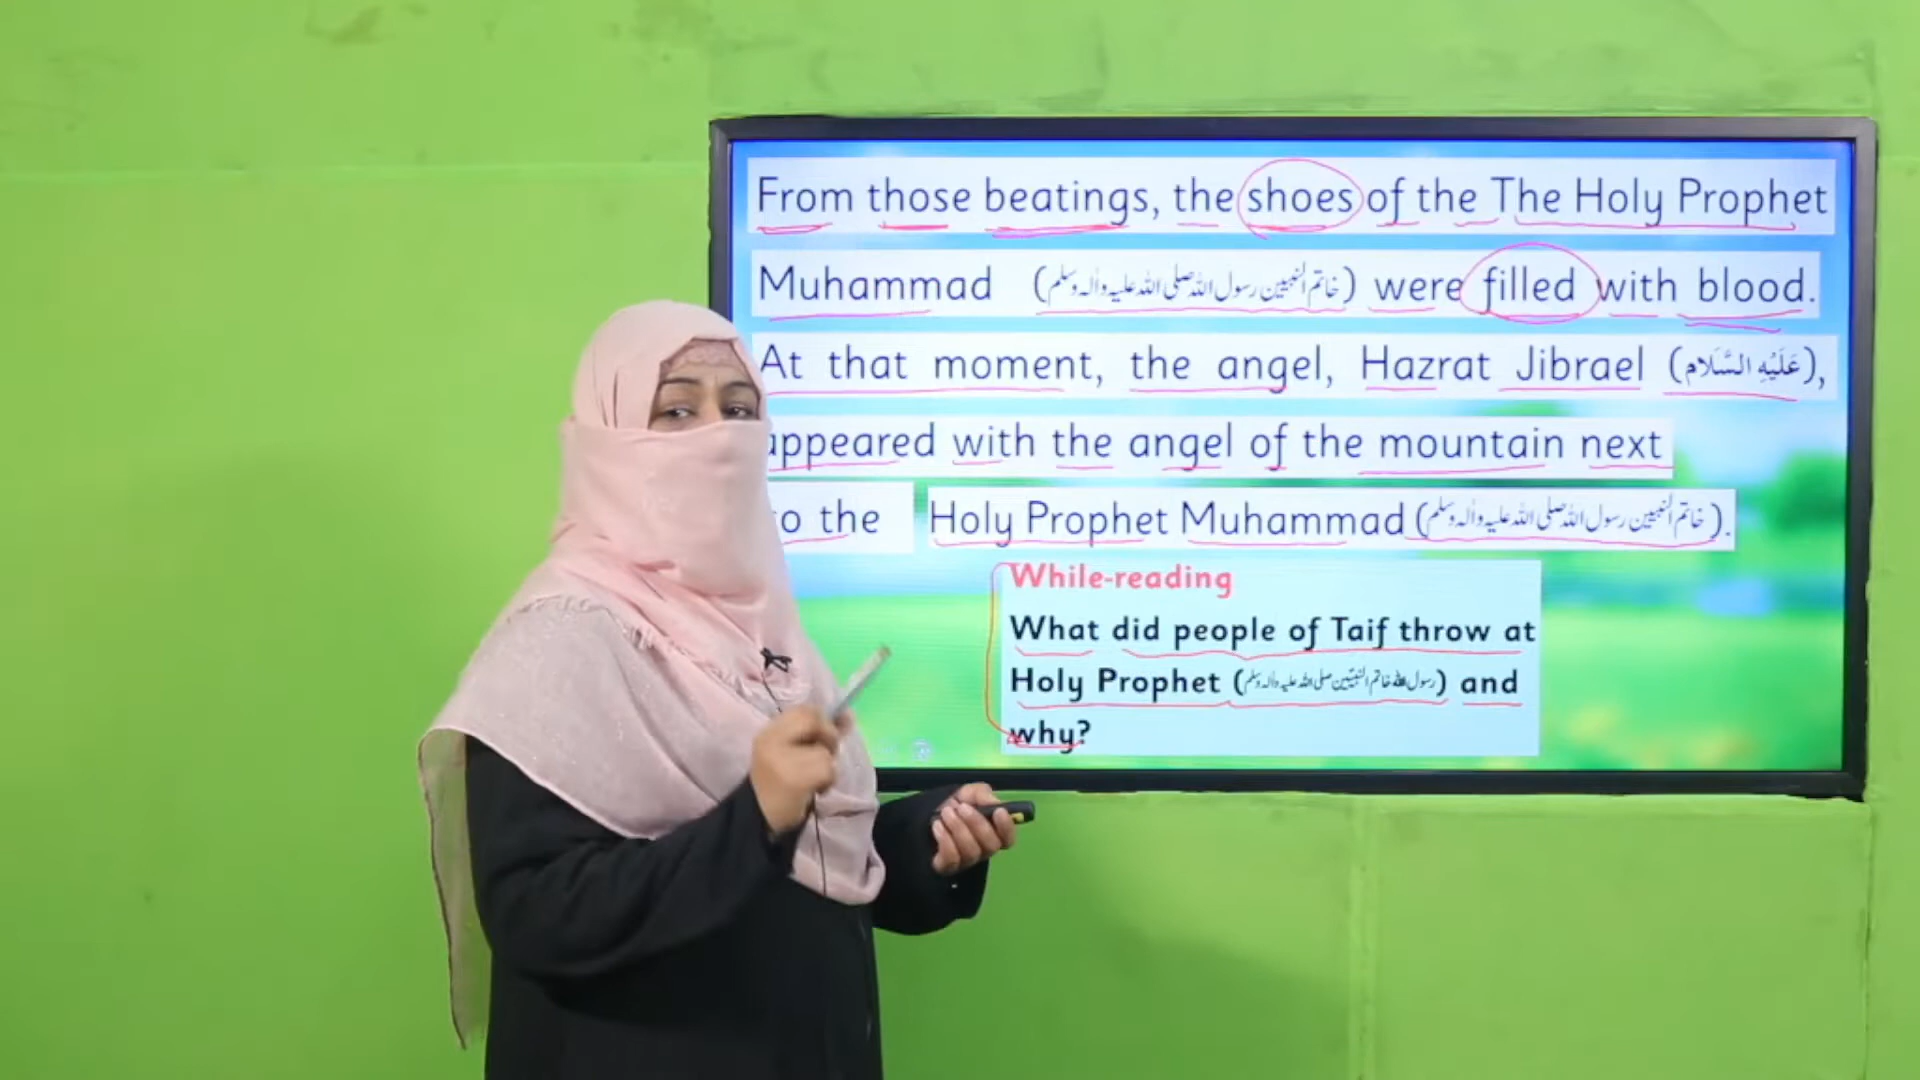 From those beatings, the shoes of the The Holy Prophet
Muhammad (خاتم النبیین رسول اللہ صلی اللہ علیہ وآلہ وسلم) were filled with blood.
At that moment, the angel, Hazrat Jibrael (عَلَيْهِ السَّلَام),
appeared with the angel of the mountain next
to the Holy Prophet Muhammad (خاتم النبیین رسول اللہ صلی اللہ علیہ وآلہ وسلم).
While-reading
What did people of Taif throw at
Holy Prophet (رسول اللہ خاتم النبیین صلی اللہ علیہ وآلہ وسلم) and
why?